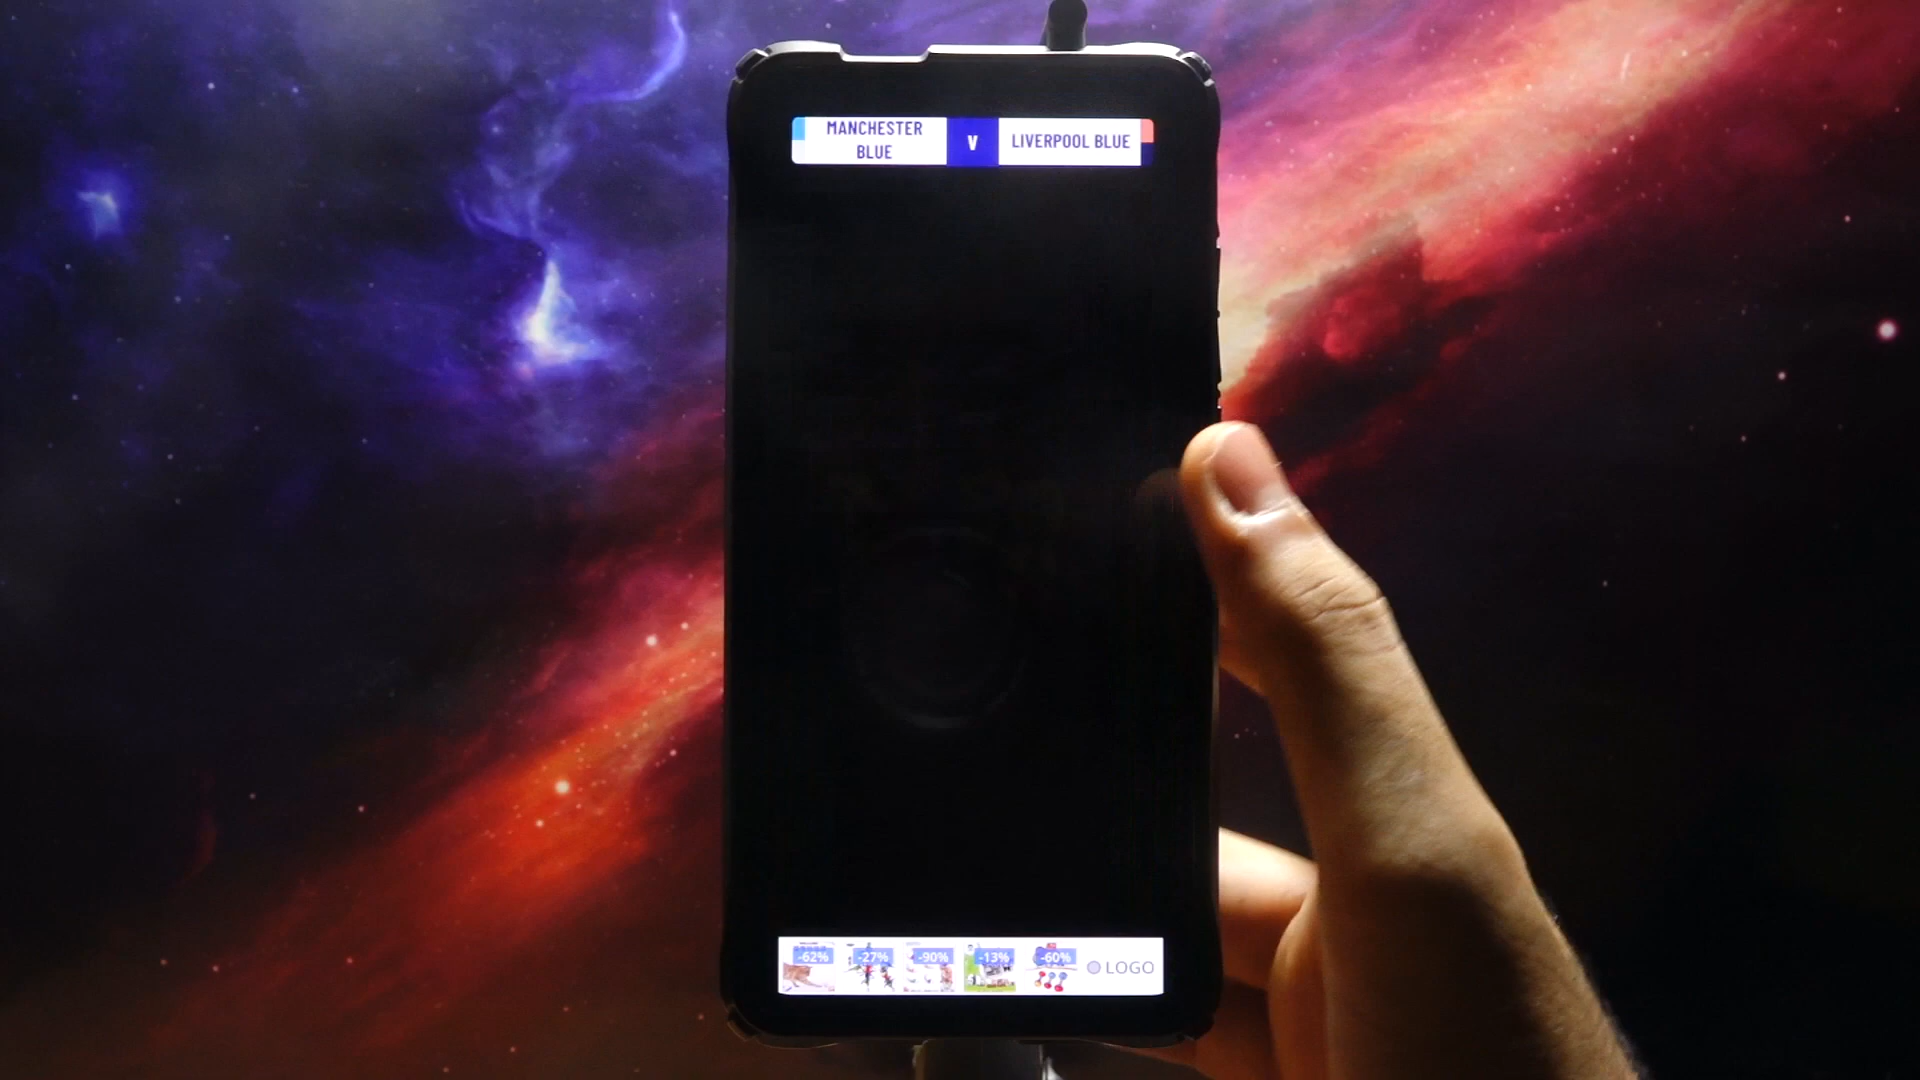 MANCHESTER
BLUE
V
LIVERPOOL BLUE
-62%
-27%
-90%
-13%
-60%
LOGO